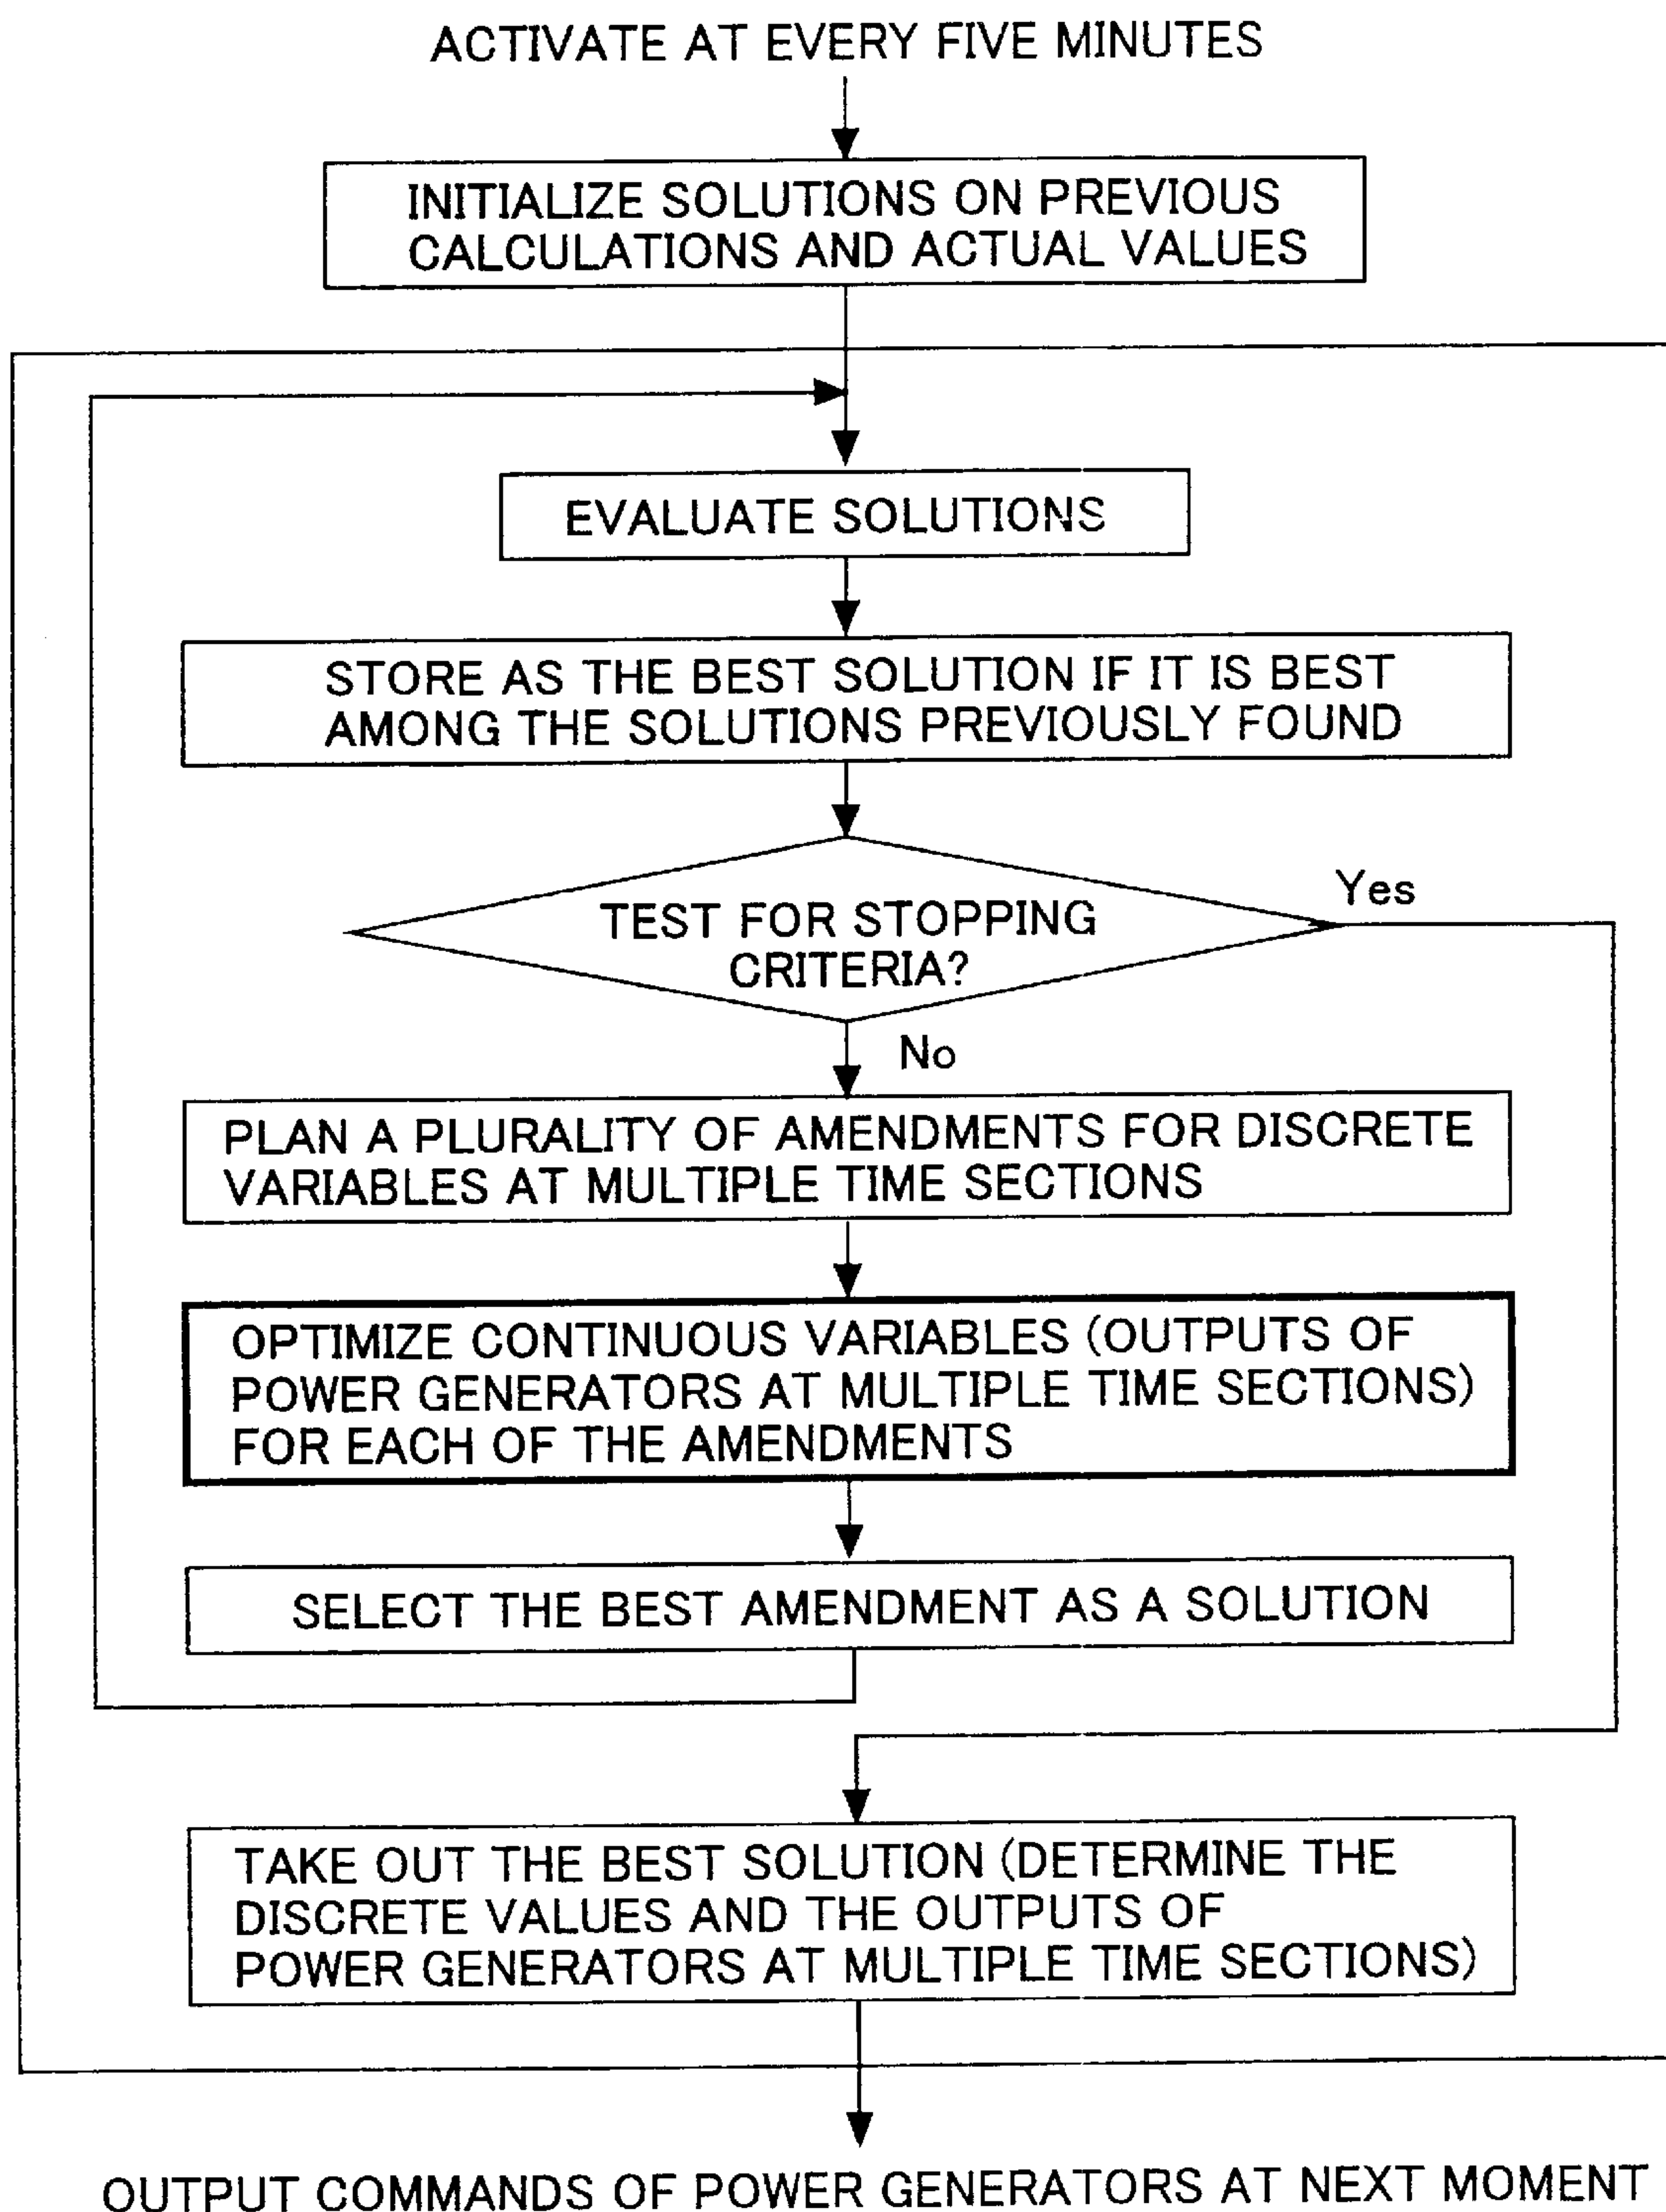 ACTIVATE AT EVERY FIVE MINUTES
INITIALIZE SOLUTIONS ON PREVIOUS
CALCULATIONS AND ACTUAL VALUES
EVALUATE SOLUTIONS
STORE AS THE BEST SOLUTION IF IT IS BEST
AMONG THE SOLUTIONS PREVIOUSLY FOUND
TEST FOR STOPPING
CRITERIA?
Yes
No
PLAN A PLURALITY OF AMENDMENTS FOR DISCRETE
VARIABLES AT MULTIPLE TIME SECTIONS
OPTIMIZE CONTINUOUS VARIABLES (OUTPUTS OF
POWER GENERATORS AT MULTIPLE TIME SECTIONS)
FOR EACH OF THE AMENDMENTS
SELECT THE BEST AMENDMENT AS A SOLUTION
TAKE OUT THE BEST SOLUTION (DETERMINE THE
DISCRETE VALUES AND THE OUTPUTS OF
POWER GENERATORS AT MULTIPLE TIME SECTIONS)
OUTPUT COMMANDS OF POWER GENERATORS AT NEXT MOMENT